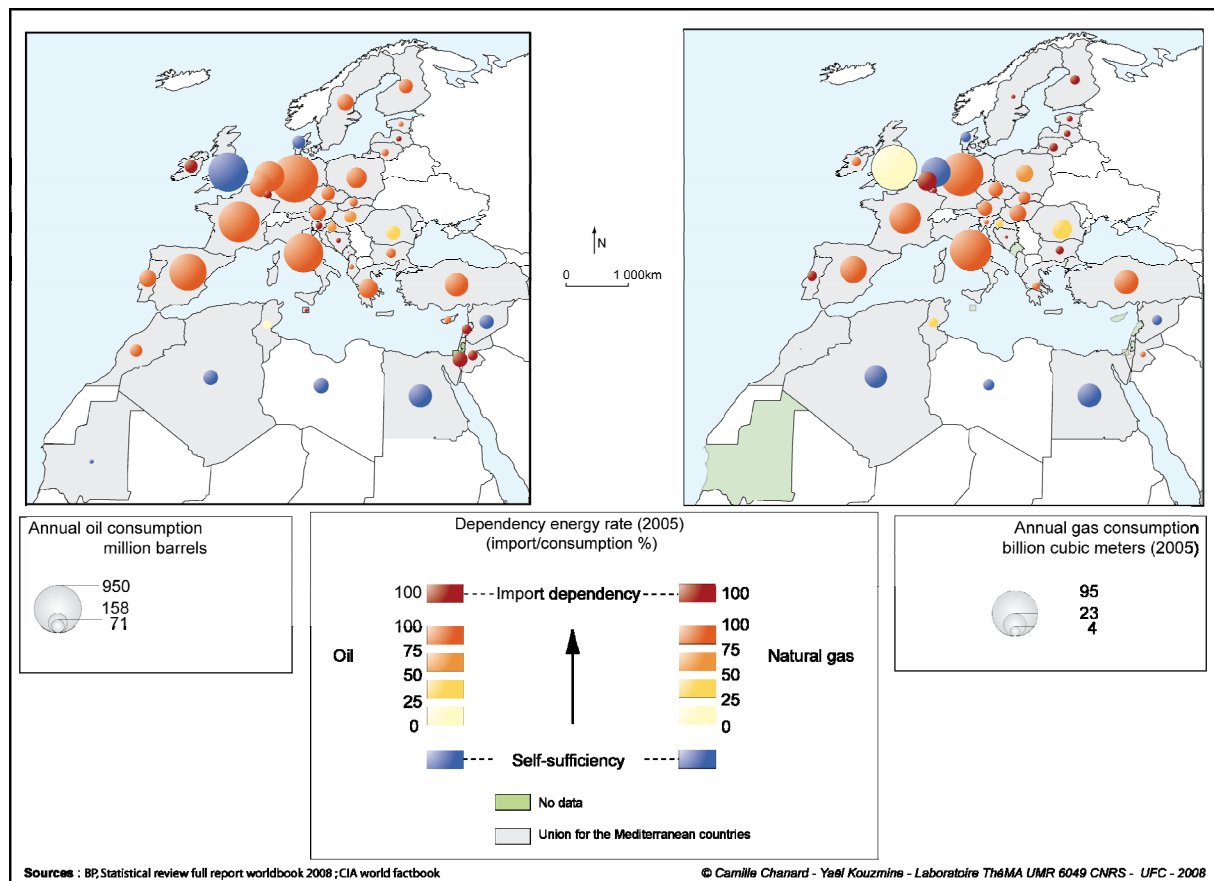 N
0 1 000km
Annual oil consumption
million barrels
950
158
71
Dependency energy rate (2005)
(import/consumption %)
100 Import dependency 100
100 100
75 75
Oil Natural gas
50 50
25 25
0 0
Self-sufficiency
No data
Union for the Mediterranean countries
Annual gas consumption
billion cubic meters (2005)
95
23
4
Sources : BP, Statistical review full report worldbook 2008 ; CIA world factbook
© Camille Chanard - Yaël Kouzmine - Laboratoire ThéMA UMR 6049 CNRS - UFC - 2008